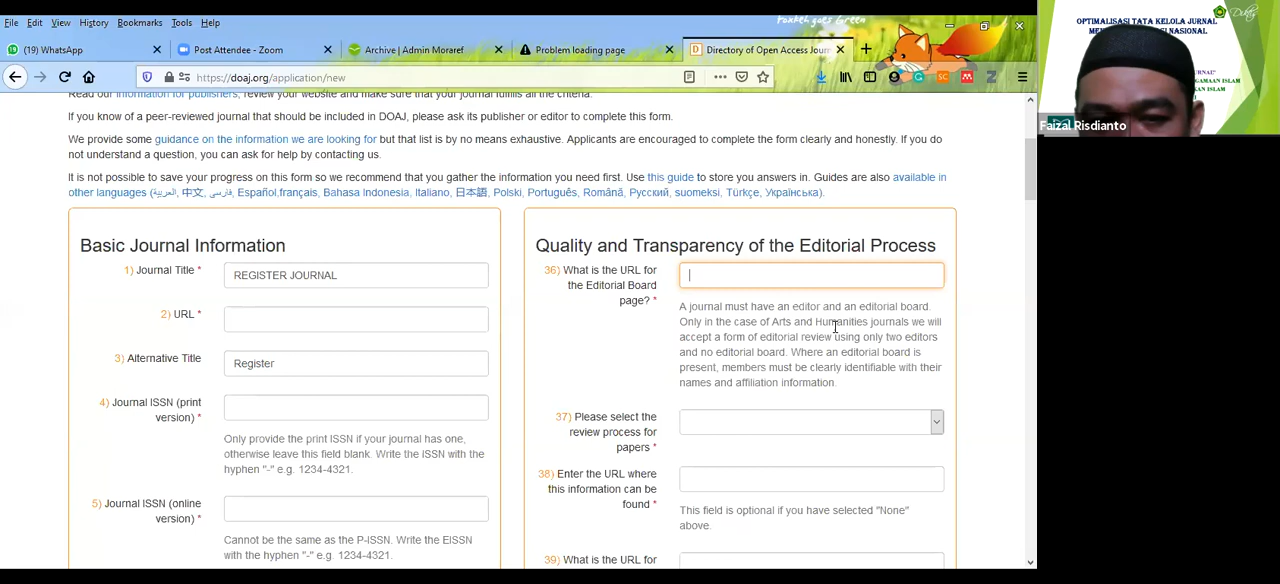 File Edit View History Bookmarks Tools Help
foxkeh goes Green
(19) WhatsApp
Post Attendee - Zoom
Archive | Admin Moraref
Problem loading page
Directory of Open Access Jour
https://doaj.org/application/new
Read our information for publishers, review your website and make sure that your journal fulfills all the criteria.
If you know of a peer-reviewed journal that should be included in DOAJ, please ask its publisher or editor to complete this form.
We provide some guidance on the information we are looking for but that list is by no means exhaustive. Applicants are encouraged to complete the form clearly and honestly. If you do
not understand a question, you can ask for help by contacting us.
It is not possible to save your progress on this form so we recommend that you gather the information you need first. Use this guide to store you answers in. Guides are also available in
other languages (العربية, 中文, فارسی, Español,français, Bahasa Indonesia, Italiano, 日本語, Polski, Português, Română, Русский, suomeksi, Türkçe, Українська).
Basic Journal Information
1) Journal Title *
REGISTER JOURNAL
2) URL *
3) Alternative Title
Register
4) Journal ISSN (print
version) *
Only provide the print ISSN if your journal has one,
otherwise leave this field blank. Write the ISSN with the
hyphen "-" e.g. 1234-4321.
5) Journal ISSN (online
version) *
Cannot be the same as the P-ISSN. Write the EISSN
with the hyphen "-" e.g. 1234-4321.
Quality and Transparency of the Editorial Process
36) What is the URL for
the Editorial Board
page? *
A journal must have an editor and an editorial board.
Only in the case of Arts and Humanities journals we will
accept a form of editorial review using only two editors
and no editorial board. Where an editorial board is
present, members must be clearly identifiable with their
names and affiliation information.
37) Please select the
review process for
papers *
38) Enter the URL where
this information can be
found *
This field is optional if you have selected "None"
above.
39) What is the URL for
OPTIMALISASI TATA KELOLA JURNAL
Faizal Risdianto